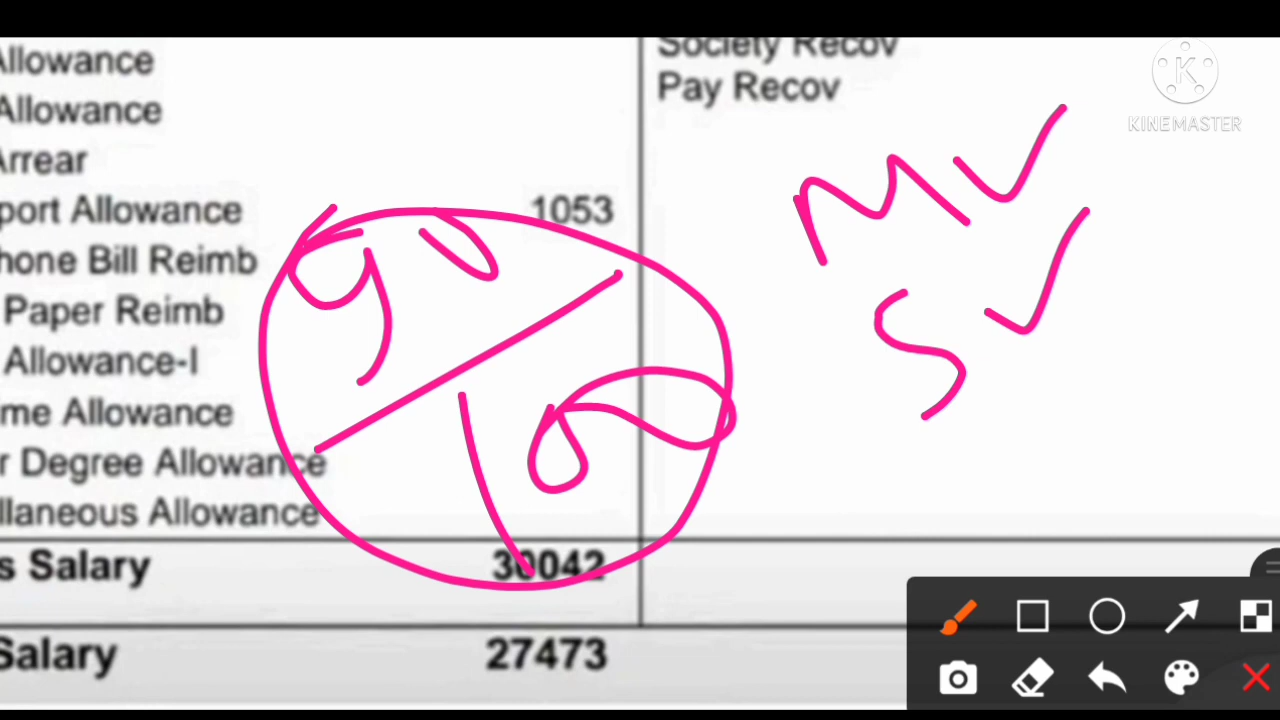 Allowance
Society Recov
Allowance
Pay Recov
Arrear
port Allowance 1053
hone Bill Reimb
Paper Reimb
Allowance-I
me Allowance
r Degree Allowance
llaneous Allowance
s Salary 30042
Salary 27473
M
S
KINEMASTER